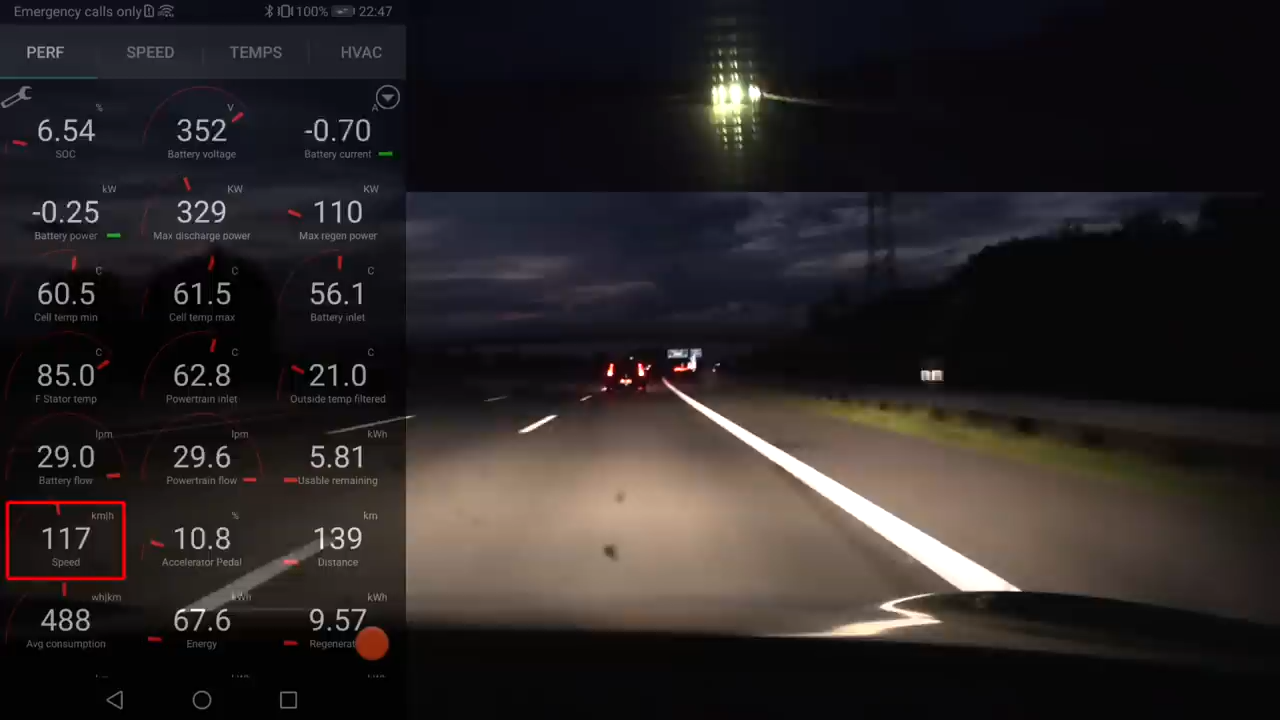 Emergency calls only 100% 22:47
PERF SPEED TEMPS HVAC
% V A
6.54 352 -0.70
SOC Battery voltage Battery current
kW KW KW
-0.25 329 110
Battery power Max discharge power Max regen power
C C C
60.5 61.5 56.1
Cell temp min Cell temp max Battery inlet
C C C
85.0 62.8 21.0
F Stator temp Powertrain inlet Outside temp filtered
lpm lpm kWh
29.0 29.6 5.81
Battery flow Powertrain flow Usable remaining
km|h % km
117 10.8 139
Speed Accelerator Pedal Distance
wh|km kWh kWh
488 67.6 9.57
Avg consumption Energy